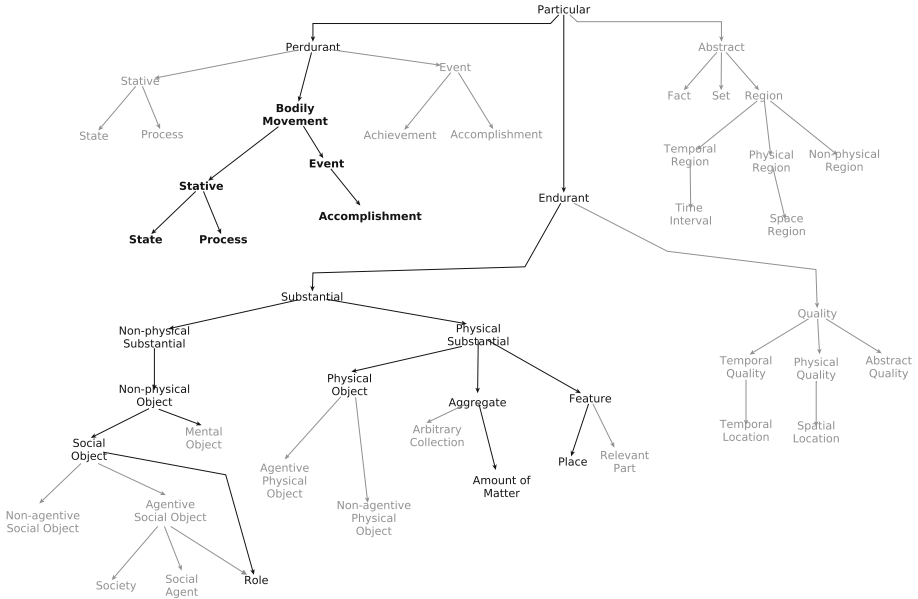 Particular
Perdurant
Abstract
Stative
Event
Fact
Set
Region
Bodily
Movement
State
Process
Achievement
Accomplishment
Temporal
Region
Physical
Region
Non-physical
Region
Event
Stative
Accomplishment
Endurant
Time
Interval
Space
Region
State
Process
Substantial
Quality
Non-physical
Substantial
Physical
Substantial
Temporal
Quality
Physical
Quality
Abstract
Quality
Non-physical
Object
Physical
Object
Aggregate
Feature
Social
Object
Mental
Object
Arbitrary
Collection
Temporal
Location
Spatial
Location
Agentive
Physical
Object
Amount of
Matter
Place
Relevant
Part
Non-agentive
Social Object
Agentive
Social Object
Non-agentive
Physical
Object
Society
Social
Agent
Role